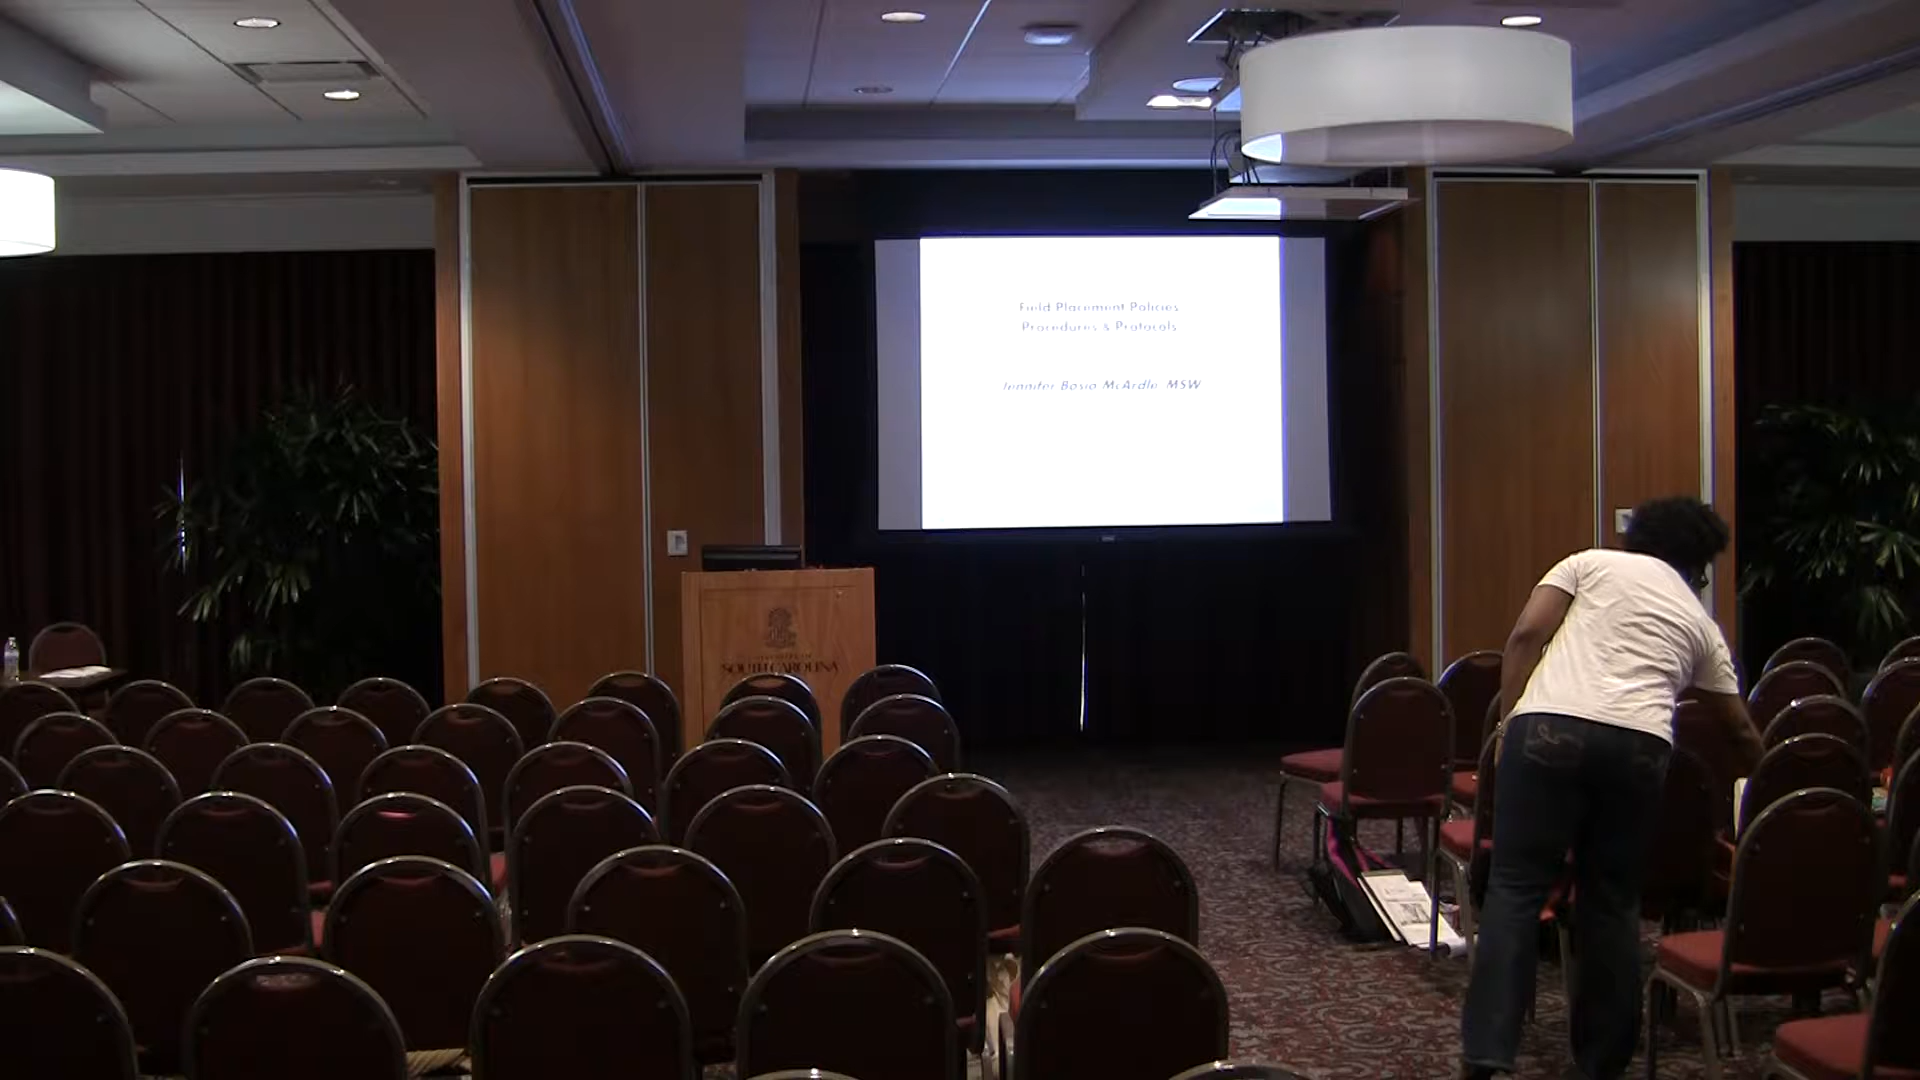 Field Placement Policies
Procedures & Protocols
Jennifer Bosio McArdle, MSW
SOUTH CAROLINA